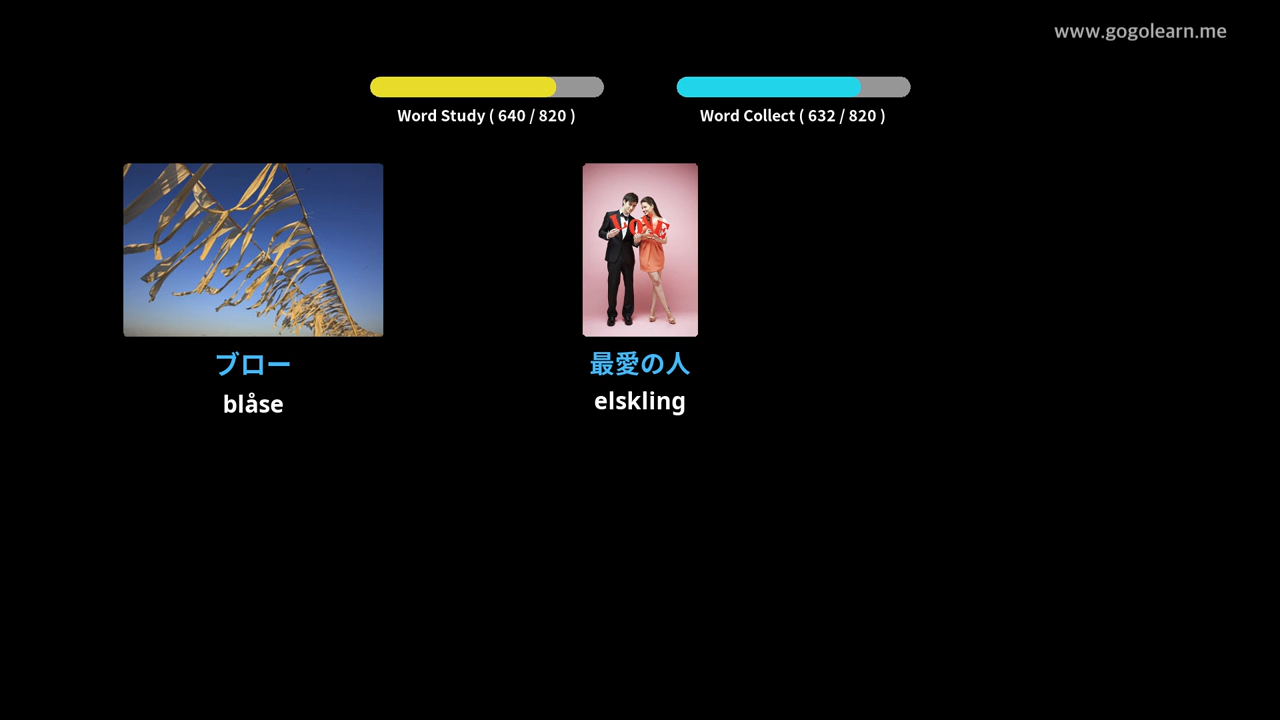 www.gogolearn.me
Word Study ( 640 / 820 )
Word Collect ( 632 / 820 )
LOVE
ブロー
最愛の人
blåse
elskling